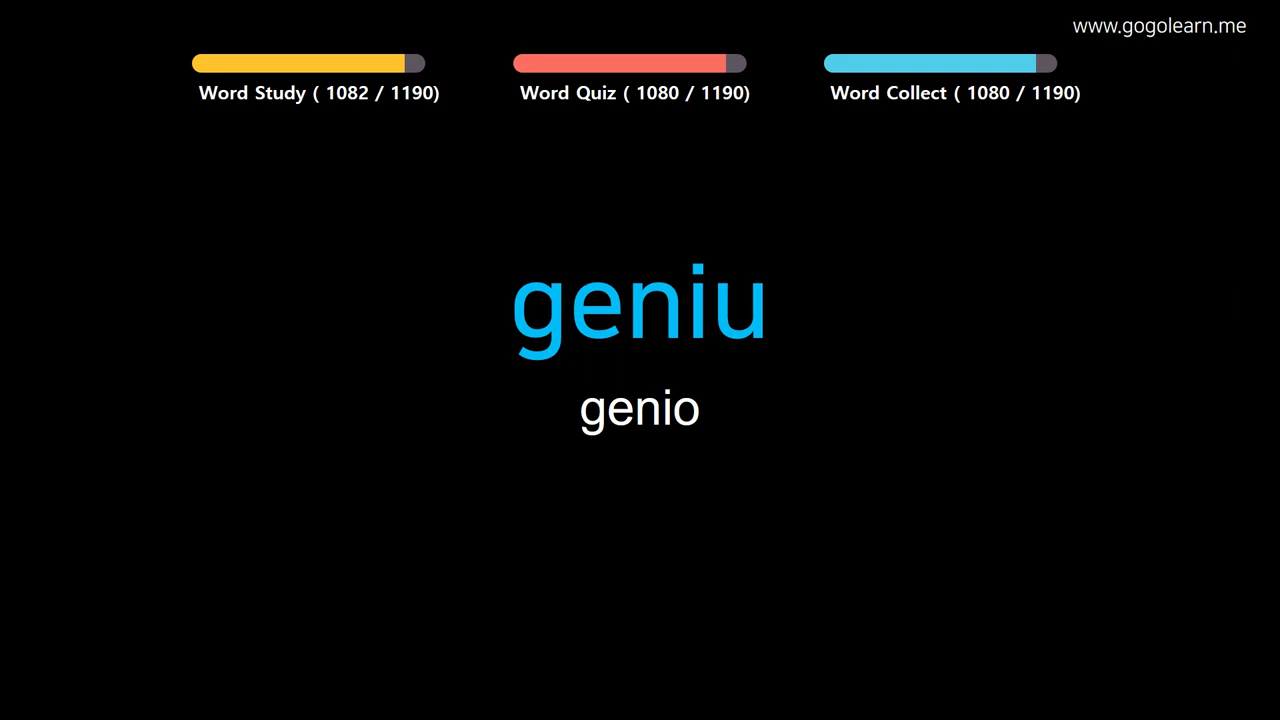 www.gogolearn.me
Word Study ( 1082 / 1190)
Word Quiz ( 1080 / 1190)
Word Collect ( 1080 / 1190)
geniu
genio